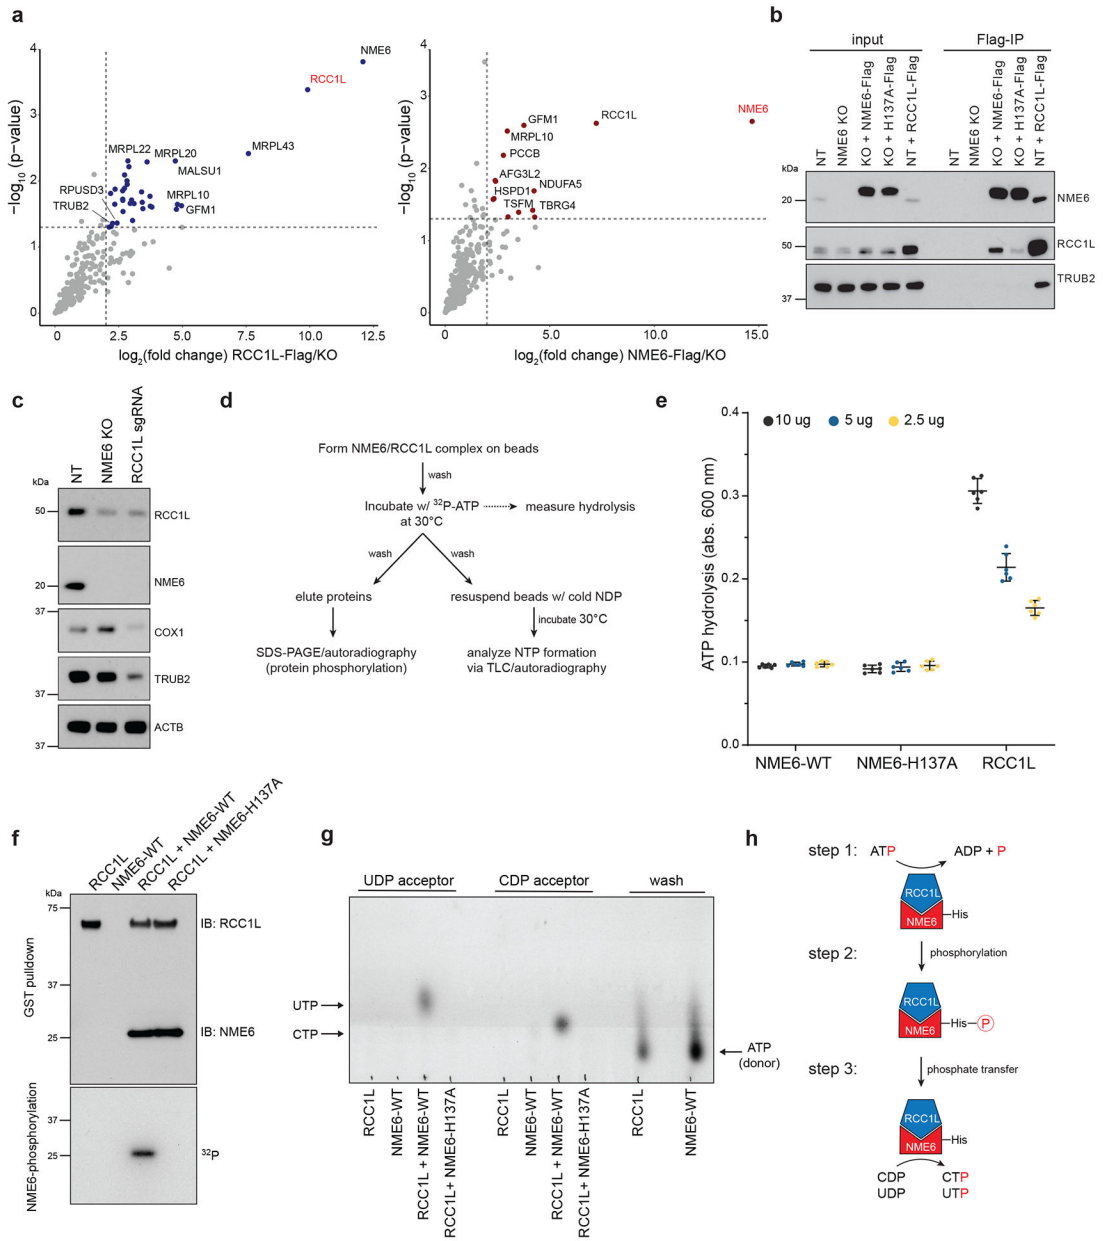 a
4
3
2
1
0
−log10 (p-value)
NME6
RCC1L
MRPL43
MRPL22
MRPL20
MALSU1
RPUSD3
TRUB2
MRPL10
GFM1
0
2.5
5.0
7.5
10.0
12.5
log2(fold change) RCC1L-Flag/KO
4
3
2
1
0
−log10 (p-value)
NME6
RCC1L
GFM1
MRPL10
PCCB
AFG3L2
HSPD1
NDUFA5
TSFM
TBRG4
0
5.0
10.0
15.0
log2(fold change) NME6-Flag/KO
b
input
Flag-IP
NT
NME6 KO
KO + NME6-Flag
KO + H137A-Flag
NT + RCC1L-Flag
NT
NME6 KO
KO + NME6-Flag
KO + H137A-Flag
NT + RCC1L-Flag
kDa
20
50
37
NME6
RCC1L
TRUB2
c
NT
NME6 KO
RCC1L sgRNA
kDa
50
20
37
37
37
RCC1L
NME6
COX1
TRUB2
ACTB
d
Form NME6/RCC1L complex on beads
wash
Incubate w/ 32P-ATP
at 30°C
measure hydrolysis
wash
wash
elute proteins
resuspend beads w/ cold NDP
incubate 30°C
SDS-PAGE/autoradiography
(protein phosphorylation)
analyze NTP formation
via TLC/autoradiography
e
10 ug
5 ug
2.5 ug
0.4
0.3
0.2
0.1
0.0
ATP hydrolysis (abs. 600 nm)
NME6-WT
NME6-H137A
RCC1L
f
RCC1L
NME6-WT
RCC1L + NME6-WT
RCC1L + NME6-H137A
kDa
75
37
25
37
25
GST pulldown
NME6-phosphorylation
IB: RCC1L
IB: NME6
32P
g
UDP acceptor
CDP acceptor
wash
UTP
CTP
ATP
(donor)
RCC1L
NME6-WT
RCC1L + NME6-WT
RCC1L+ NME6-H137A
RCC1L
NME6-WT
RCC1L + NME6-WT
RCC1L+ NME6-H137A
RCC1L
NME6-WT
h
step 1:
ATP
ADP + P
RCC1L
NME6
His
step 2:
phosphorylation
RCC1L
NME6
His
P
step 3:
phosphate transfer
RCC1L
NME6
His
CDP
UDP
CTP
UTP